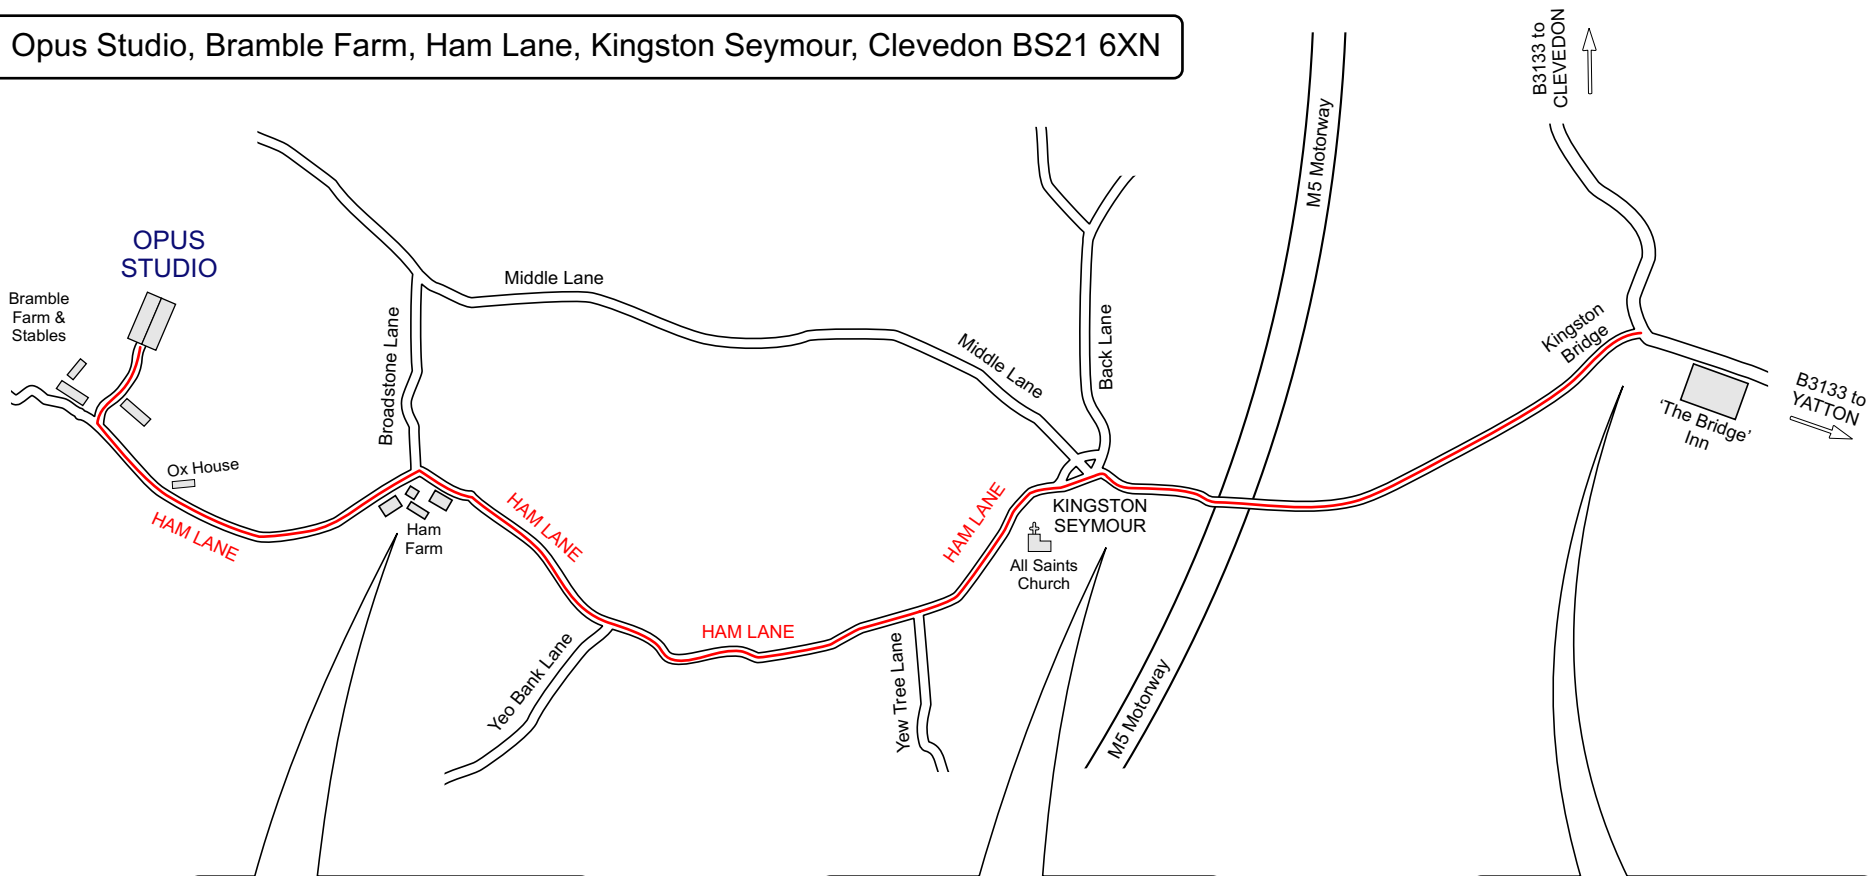 Opus Studio, Bramble Farm, Ham Lane, Kingston Seymour, Clevedon BS21 6XN
B3133 to
CLEVEDON
M5 Motorway
OPUS
STUDIO
Bramble
Farm &
Stables
Middle Lane
Broadstone Lane
Middle Lane
Back Lane
Kingston
Bridge
B3133 to
YATTON
'The Bridge'
Inn
Ox House
HAM LANE
Ham
Farm
HAM LANE
HAM LANE
KINGSTON
SEYMOUR
All Saints
Church
HAM LANE
Yeo Bank Lane
Yew Tree Lane
M5 Motorway